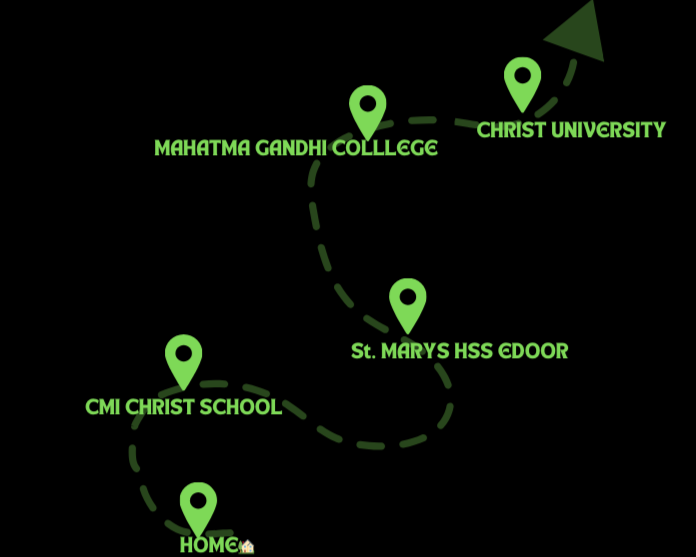 CHRIST UNIVERSITY
MAHATMA GANDHI COLLLEGE
St. MARYS HSS EDOOR
CMI CHRIST SCHOOL
HOME🏡